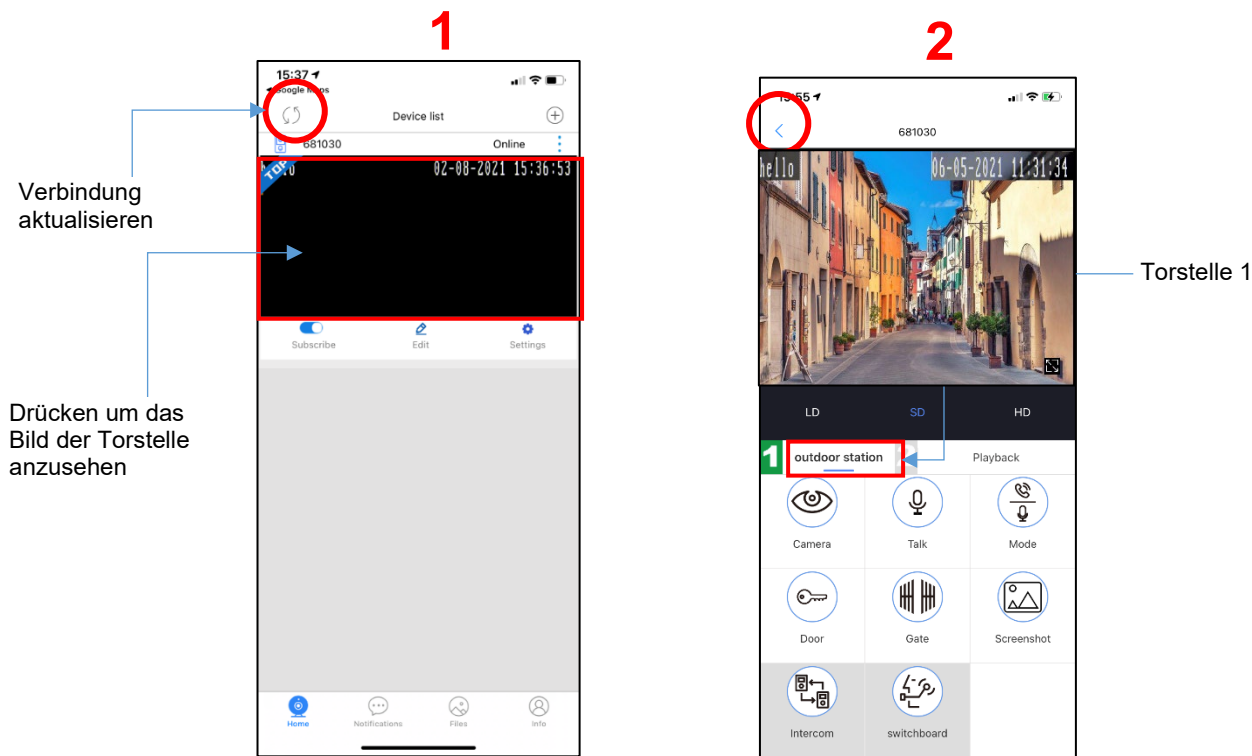 1
15:37
Google Maps
Device list
681030
Online
TOP
02-08-2021 15:36:53
Subscribe
Edit
Settings
Home
Notifications
Files
Info
Verbindung
aktualisieren
Drücken um das
Bild der Torstelle
anzusehen
2
681030
hello
06-05-2021 11:31:34
Torstelle 1
LD
SD
HD
1
outdoor station
Playback
Camera
Talk
Mode
Door
Gate
Screenshot
Intercom
switchboard